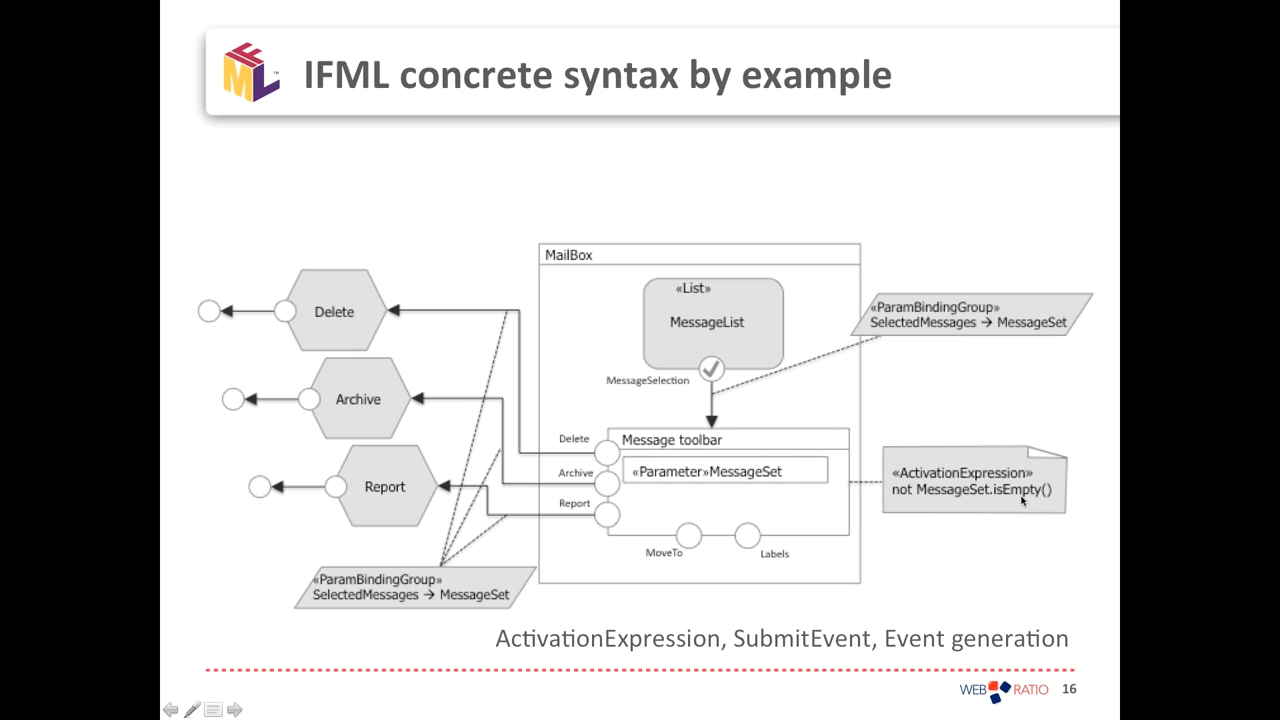 IFML
™
IFML concrete syntax by example
MailBox
«List»
MessageList
MessageSelection
«ParamBindingGroup»
SelectedMessages → MessageSet
Delete
Archive
Report
Delete
Archive
Report
Message toolbar
«Parameter»MessageSet
MoveTo
Labels
«ActivationExpression»
not MessageSet.isEmpty()
«ParamBindingGroup»
SelectedMessages → MessageSet
ActivationExpression, SubmitEvent, Event generation
WEB RATIO
16